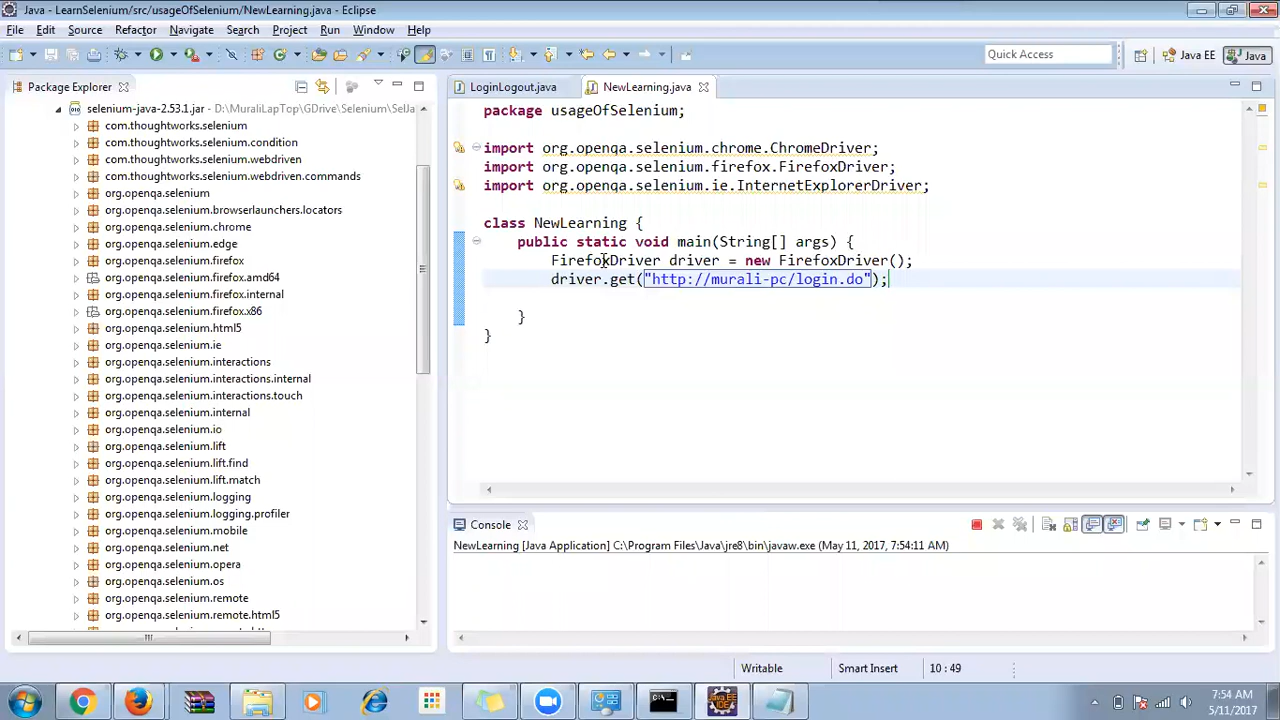 Java - LearnSelenium/src/usageOfSelenium/NewLearning.java - Eclipse
File Edit Source Refactor Navigate Search Project Run Window Help
Quick Access
Java EE
Java
Package Explorer
selenium-java-2.53.1.jar - D:\MuraliLapTop\GDrive\Selenium\SelJa
com.thoughtworks.selenium
com.thoughtworks.selenium.condition
com.thoughtworks.selenium.webdriven
com.thoughtworks.selenium.webdriven.commands
org.openqa.selenium
org.openqa.selenium.browserlaunchers.locators
org.openqa.selenium.chrome
org.openqa.selenium.edge
org.openqa.selenium.firefox
org.openqa.selenium.firefox.amd64
org.openqa.selenium.firefox.internal
org.openqa.selenium.firefox.x86
org.openqa.selenium.html5
org.openqa.selenium.ie
org.openqa.selenium.interactions
org.openqa.selenium.interactions.internal
org.openqa.selenium.interactions.touch
org.openqa.selenium.internal
org.openqa.selenium.io
org.openqa.selenium.lift
org.openqa.selenium.lift.find
org.openqa.selenium.lift.match
org.openqa.selenium.logging
org.openqa.selenium.logging.profiler
org.openqa.selenium.mobile
org.openqa.selenium.net
org.openqa.selenium.opera
org.openqa.selenium.os
org.openqa.selenium.remote
org.openqa.selenium.remote.html5
LoginLogout.java
NewLearning.java
package usageOfSelenium;
import org.openqa.selenium.chrome.ChromeDriver;
import org.openqa.selenium.firefox.FirefoxDriver;
import org.openqa.selenium.ie.InternetExplorerDriver;
class NewLearning {
public static void main(String[] args) {
FirefoxDriver driver = new FirefoxDriver();
driver.get("http://murali-pc/login.do");
}
}
Console
NewLearning [Java Application] C:\Program Files\Java\jre8\bin\javaw.exe (May 11, 2017, 7:54:11 AM)
Writable
Smart Insert
10 : 49
Java EE
IDE
7:54 AM
5/11/2017